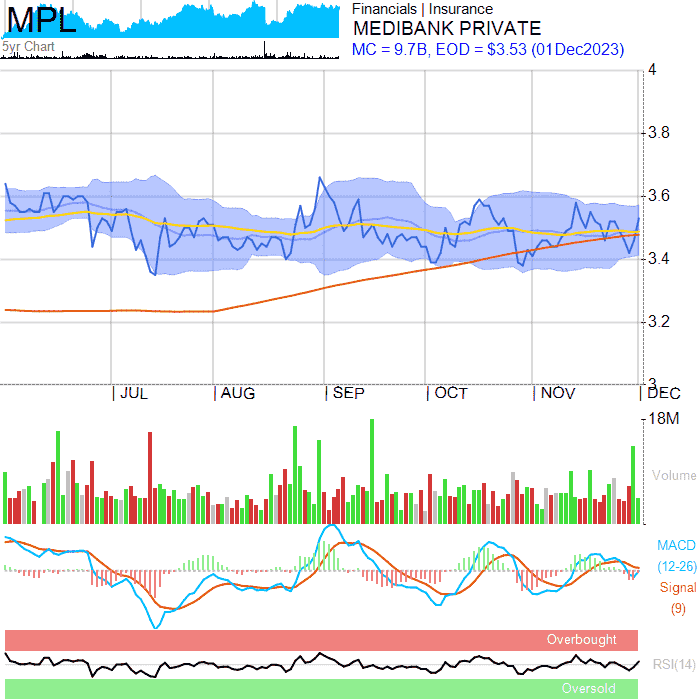 MPL
5yr Chart
Financials | Insurance
MEDIBANK PRIVATE
MC = 9.7B, EOD = $3.53 (01Dec2023)
4
3.8
3.6
3.4
3.2
3
| JUL | AUG | SEP | OCT | NOV | DEC
18M
Volume
MACD
(12-26)
Signal
(9)
Overbought
RSI(14)
Oversold